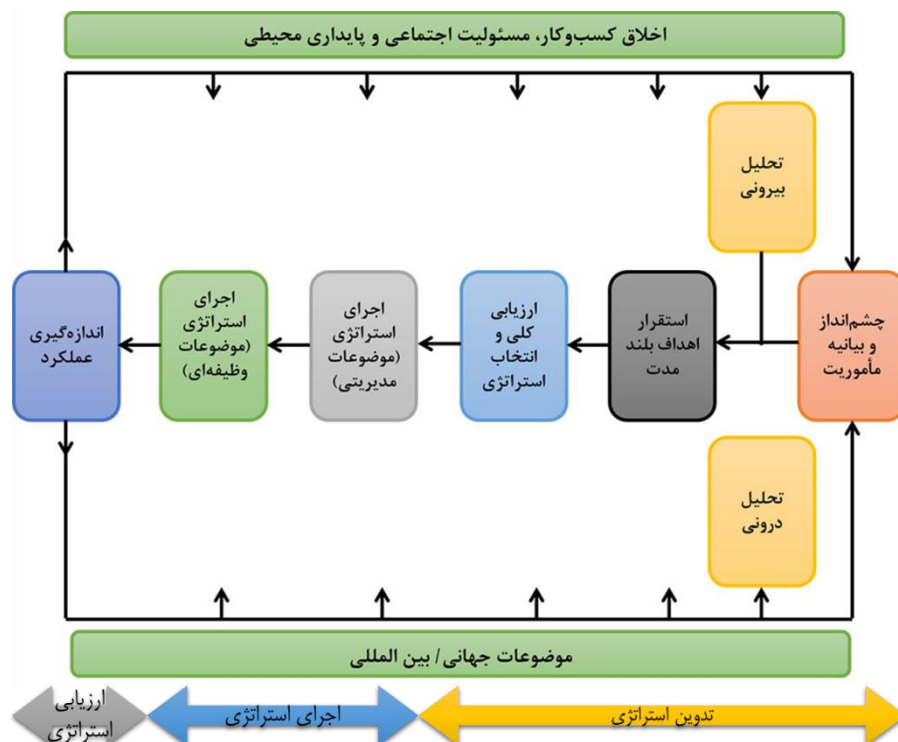 اخلاق کسب‌وکار، مسئولیت اجتماعی و پایداری محیطی
تحلیل
بیرونی
چشم‌انداز
و بیانیه
مأموریت
استقرار
اهداف بلند
مدت
ارزیابی
کلی و
انتخاب
استراتژی
اجرای
استراتژی
(موضوعات
مدیریتی)
اجرای
استراتژی
(موضوعات
وظیفه‌ای)
اندازه‌گیری
عملکرد
تحلیل
درونی
موضوعات جهانی/ بین المللی
تدوین استراتژی
اجرای استراتژی
ارزیابی
استراتژی